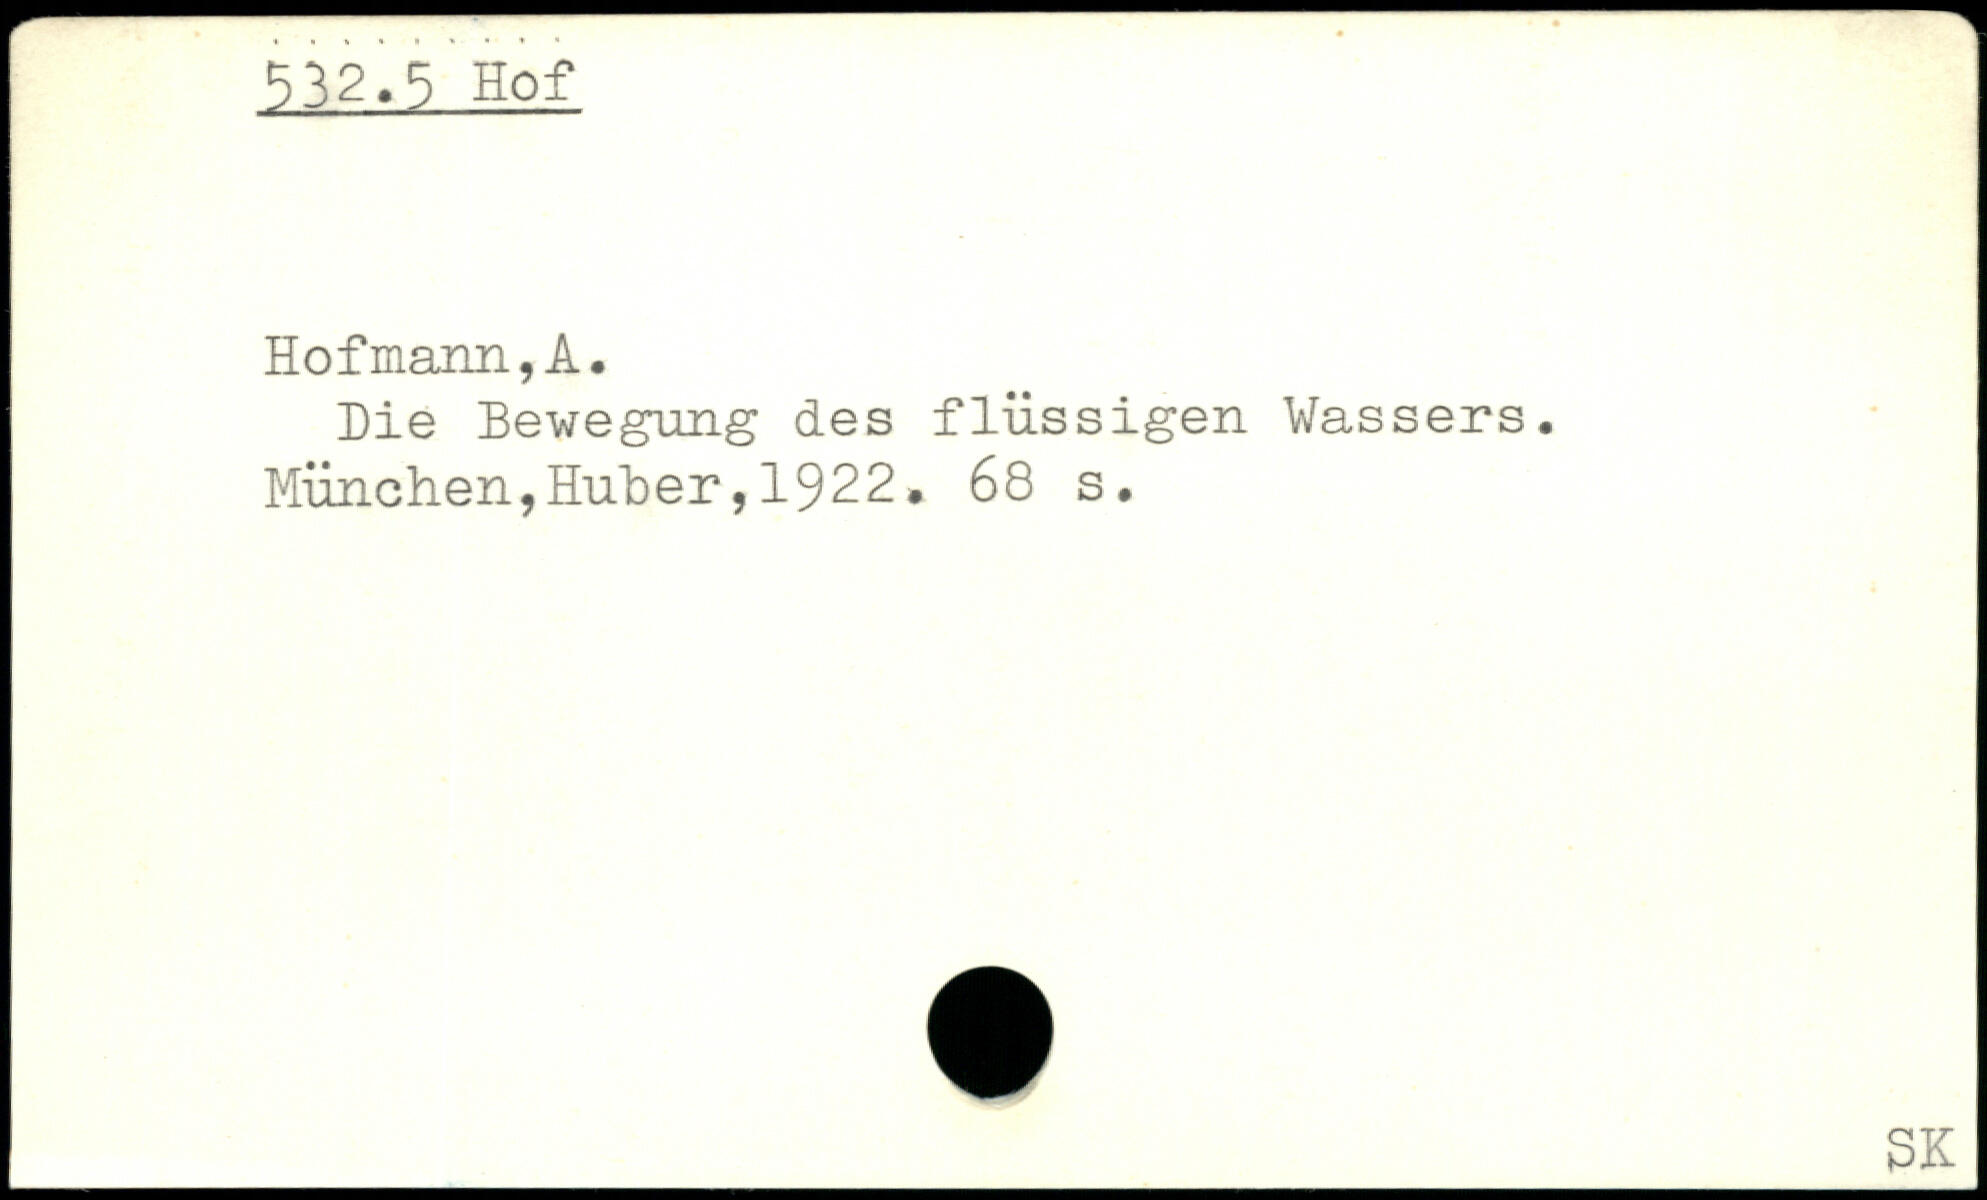 532.5 Hof
Hofmann,A.
Die Bewegung des flüssigen Wassers.
München,Huber,1922. 68 s.
SK